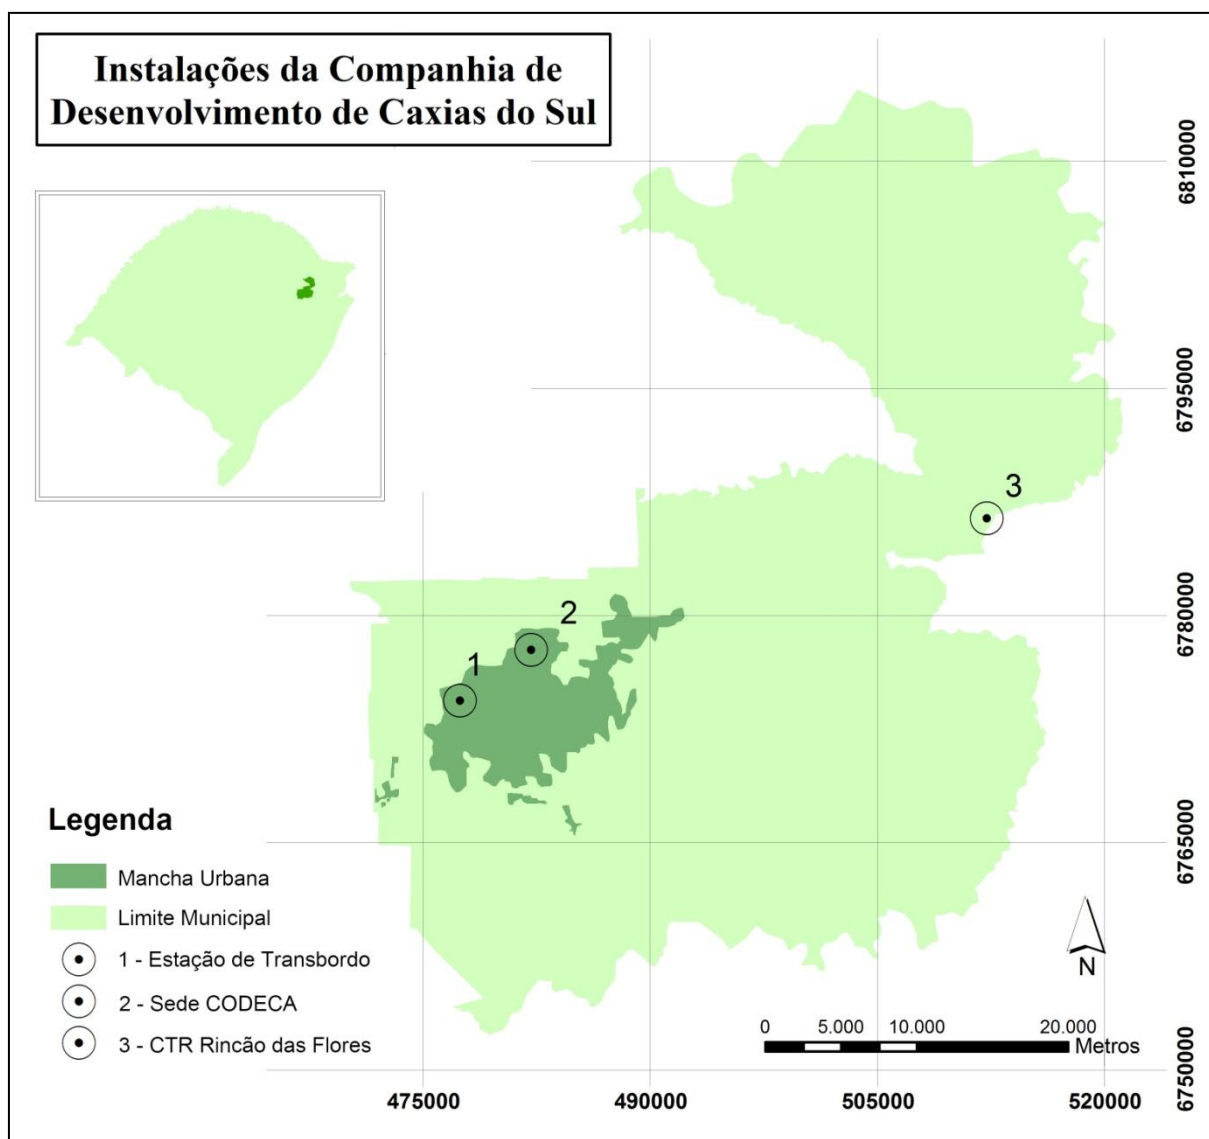 Instalações da Companhia de
Desenvolvimento de Caxias do Sul
6810000
6795000
3
6780000
2
1
6765000
Legenda
Mancha Urbana
Limite Municipal
1 - Estação de Transbordo
2 - Sede CODECA
3 - CTR Rincão das Flores
N
0 5.000 10.000 20.000
Metros
6750000
475000 490000 505000 520000